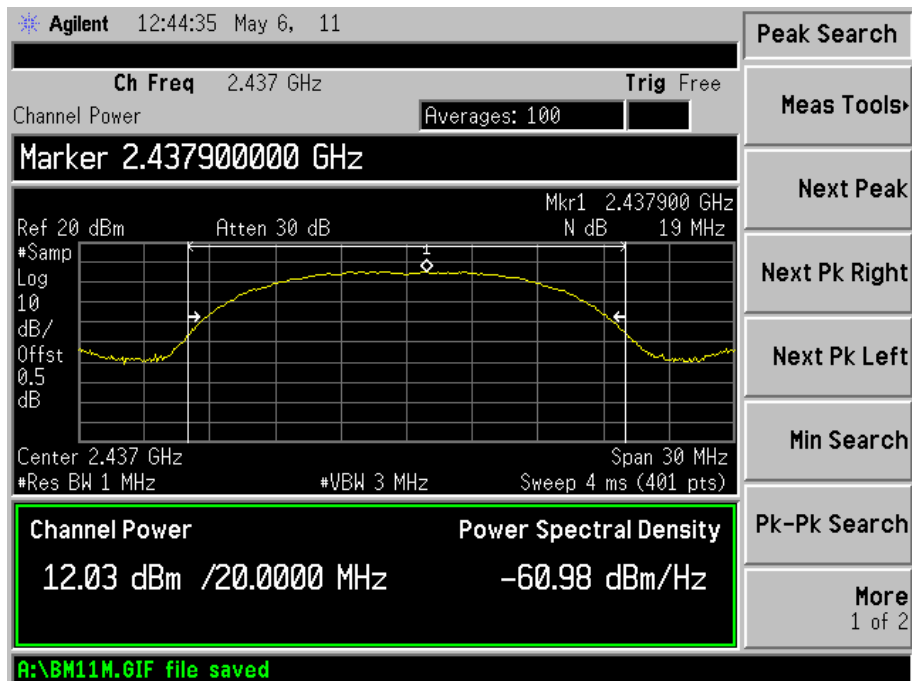 Agilent 12:44:35 May 6, 11
Peak Search
Ch Freq 2.437 GHz Trig Free
Channel Power Averages: 100
Meas Tools
Marker 2.437900000 GHz
Next Peak
Mkr1 2.437900 GHz
Ref 20 dBm Atten 30 dB N dB 19 MHz
#Samp
Log
10
dB/
Offst
0.5
dB
1
Next Pk Right
Next Pk Left
Center 2.437 GHz Span 30 MHz
#Res BW 1 MHz #VBW 3 MHz Sweep 4 ms (401 pts)
Min Search
Channel Power Power Spectral Density
12.03 dBm /20.0000 MHz -60.98 dBm/Hz
Pk-Pk Search
More
1 of 2
A:\BM11M.GIF file saved